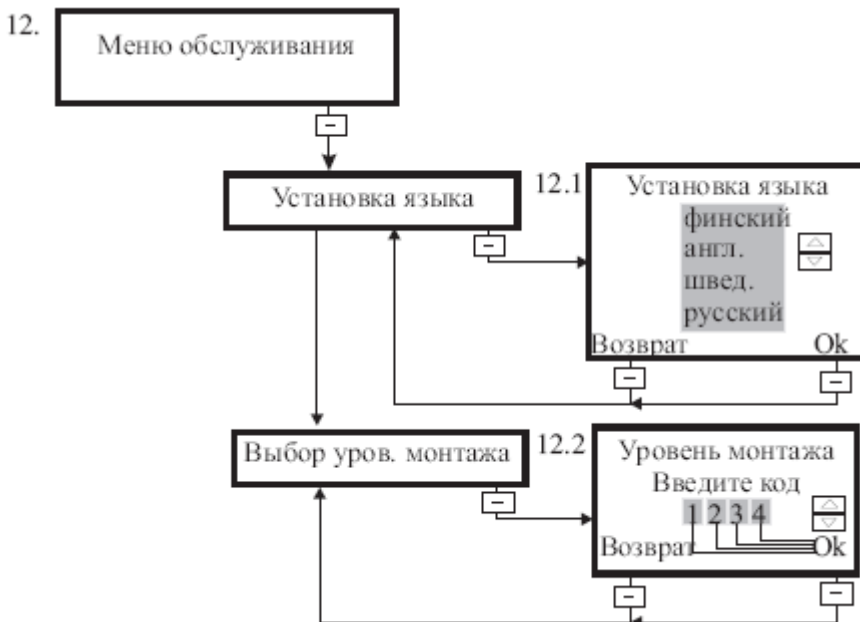 12.
Меню обслуживания
Установка языка
12.1
Установка языка
финский
англ.
швед.
русский
Возврат Ok
Выбор уров. монтажа
12.2
Уровень монтажа
Введите код
1 2 3 4
Возврат Ok